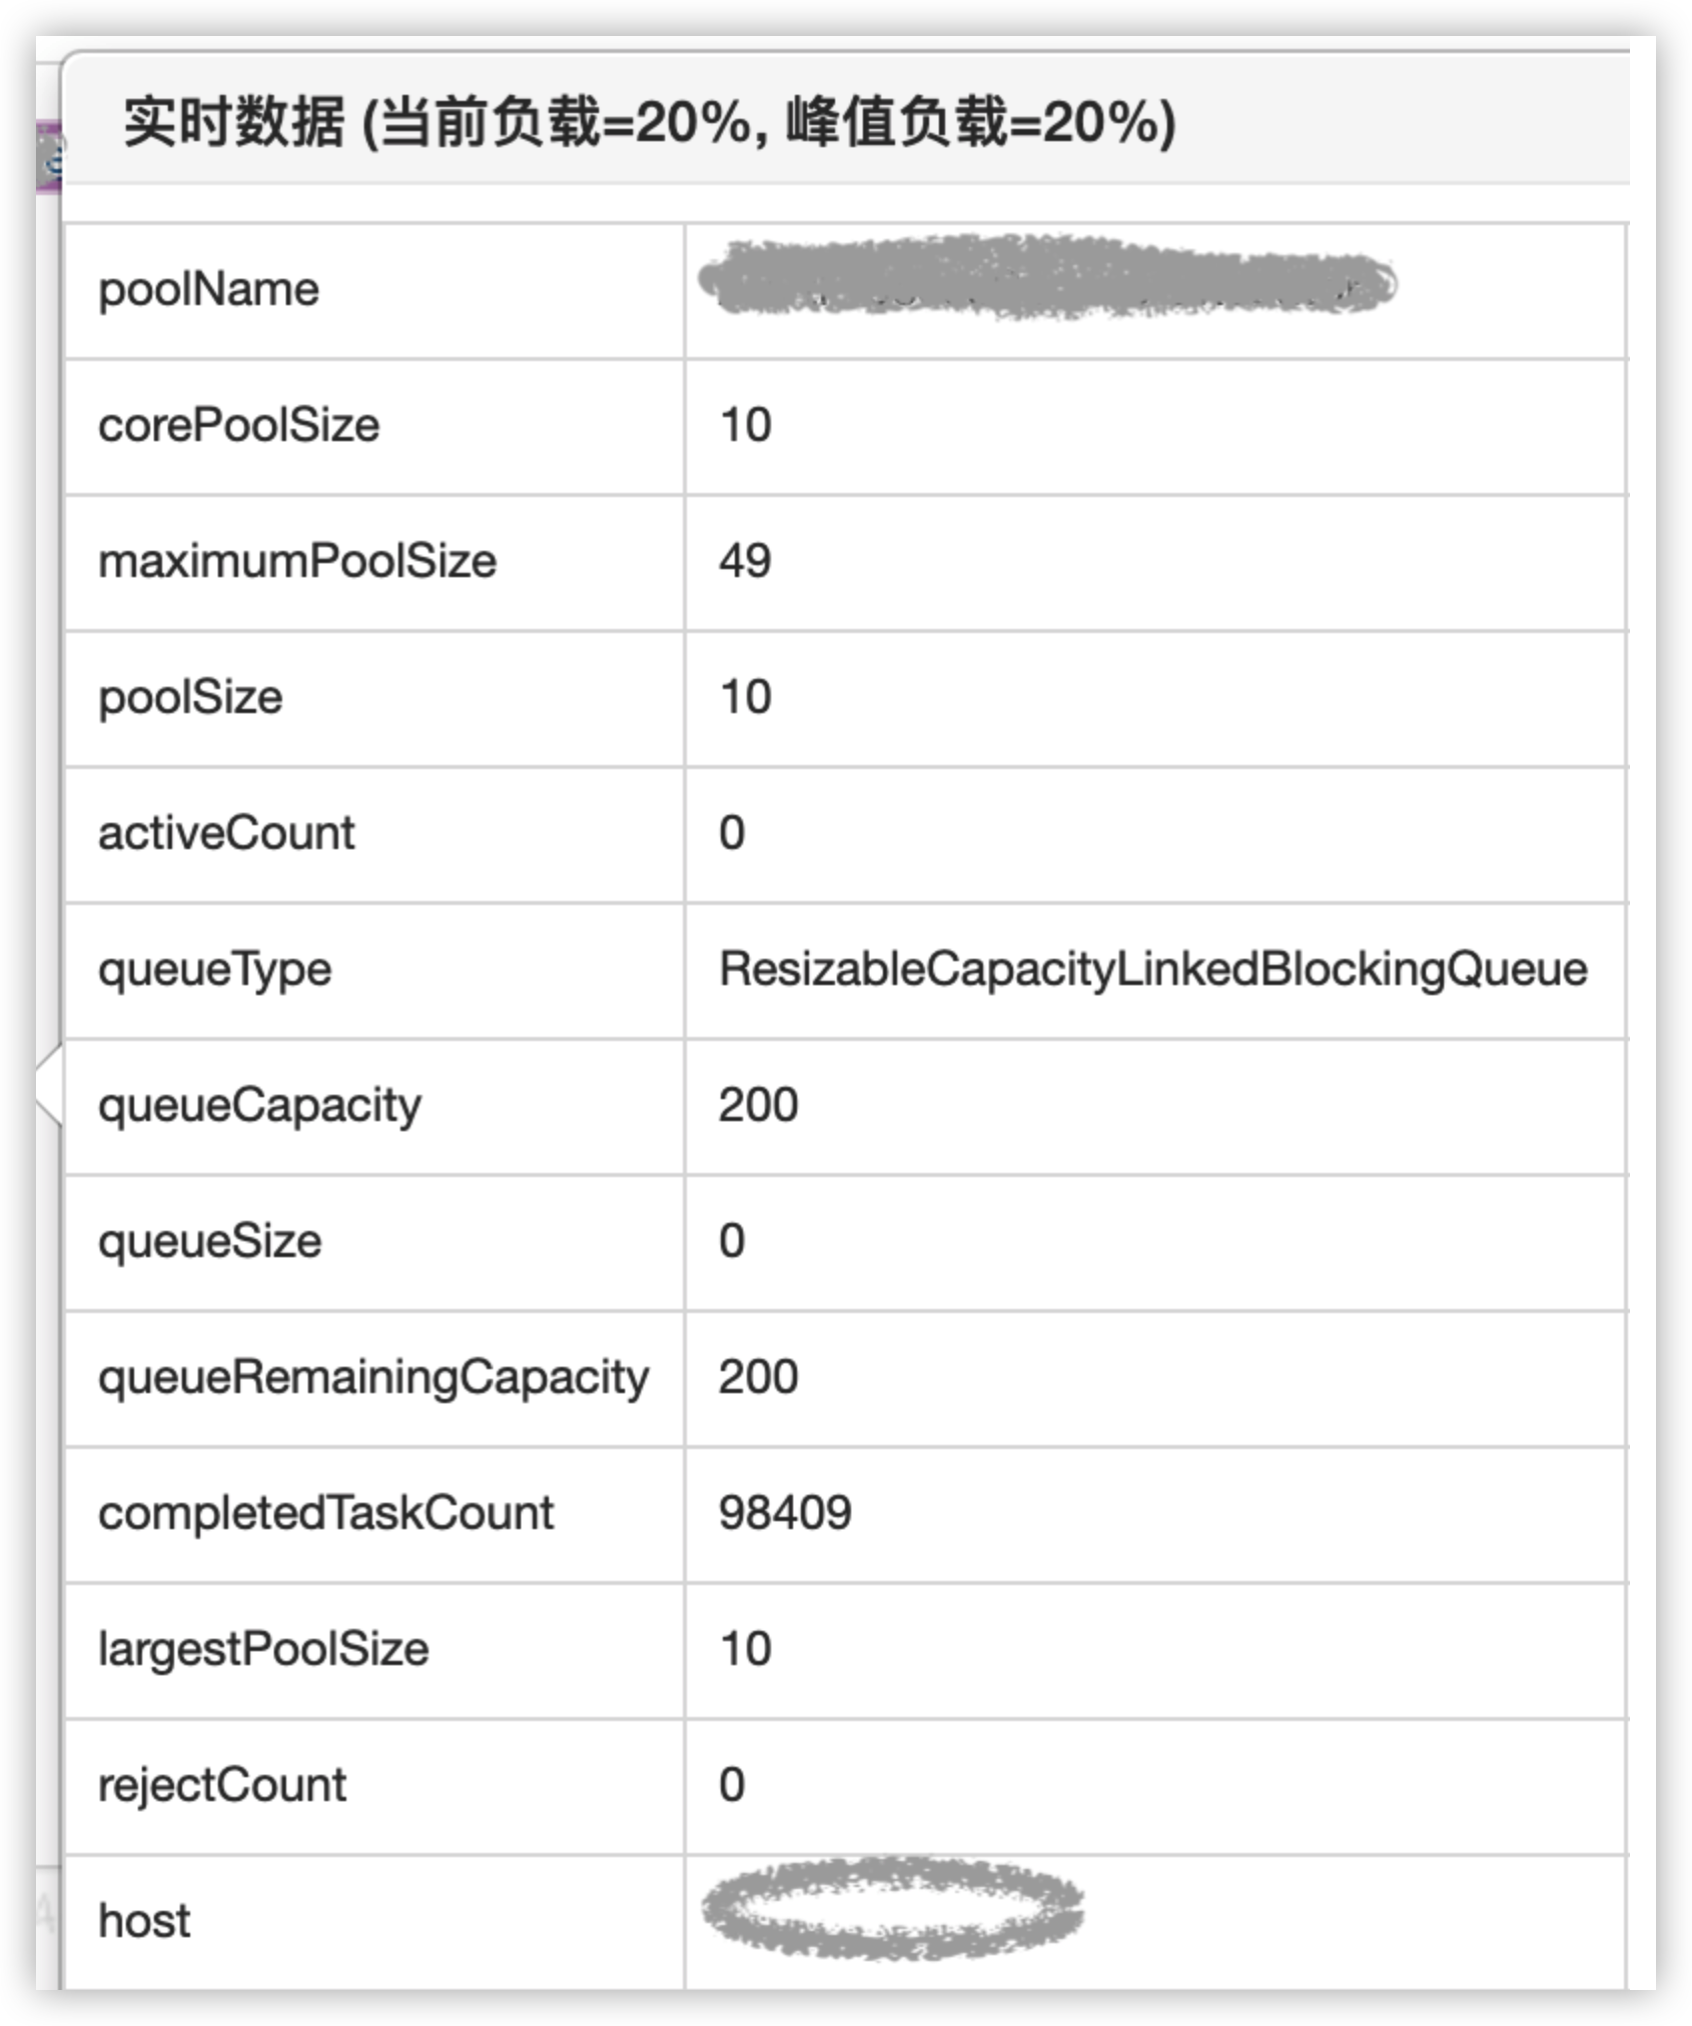 实时数据 (当前负载=20%, 峰值负载=20%)
poolName
corePoolSize 10
maximumPoolSize 49
poolSize 10
activeCount 0
queueType ResizableCapacityLinkedBlockingQueue
queueCapacity 200
queueSize 0
queueRemainingCapacity 200
completedTaskCount 98409
largestPoolSize 10
rejectCount 0
host